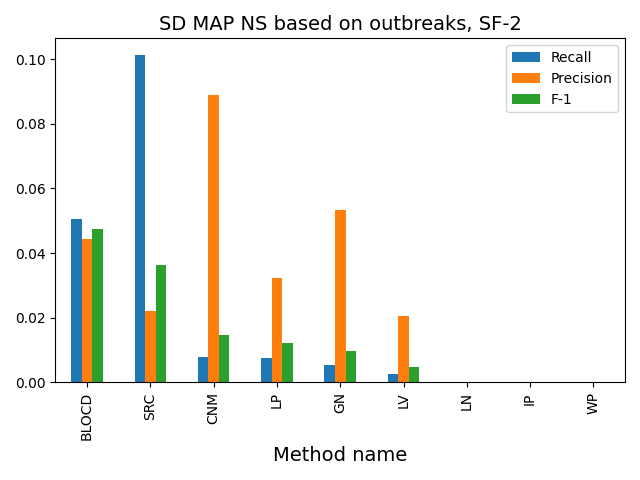 SD MAP NS based on outbreaks, SF-2
Recall
Precision
F-1
0.10
0.08
0.06
0.04
0.02
0.00
BLOCD
SRC
CNM
LP
GN
LV
LN
IP
WP
Method name